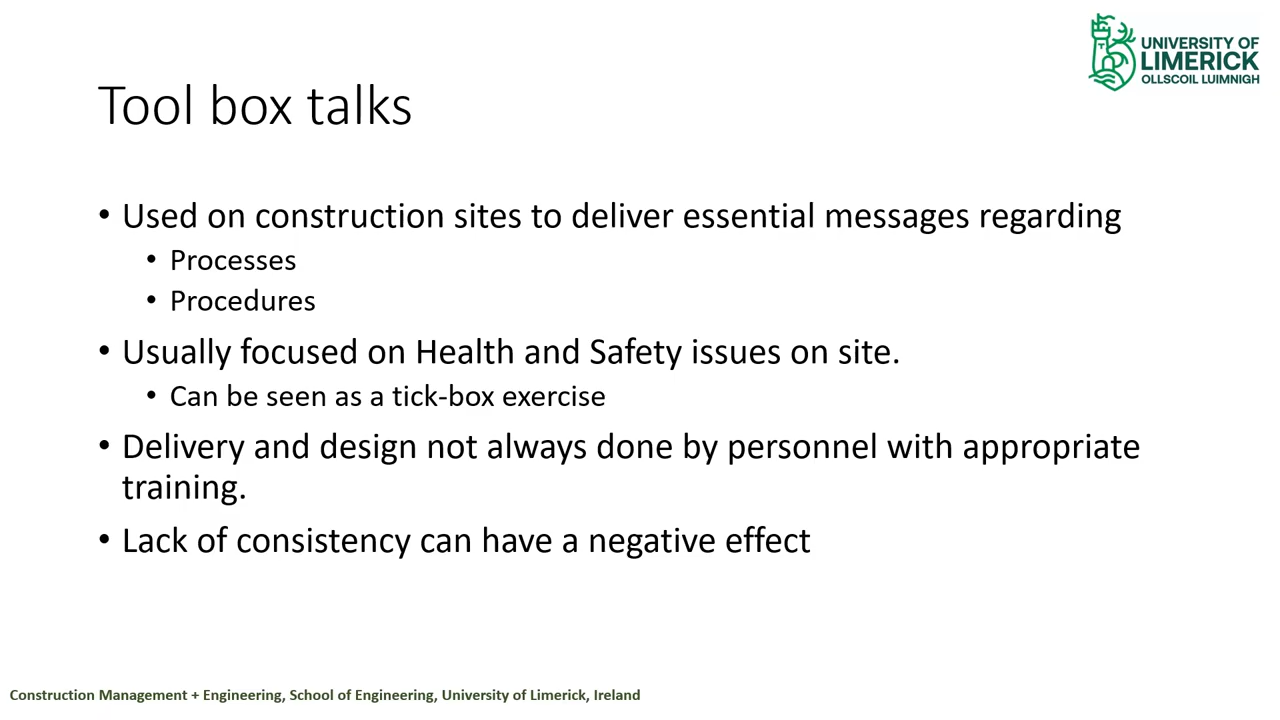 UNIVERSITY OF
LIMERICK
OLLSCOIL LUIMNIGH
Tool box talks
• Used on construction sites to deliver essential messages regarding
• Processes
• Procedures
• Usually focused on Health and Safety issues on site.
• Can be seen as a tick-box exercise
• Delivery and design not always done by personnel with appropriate
training.
• Lack of consistency can have a negative effect
Construction Management + Engineering, School of Engineering, University of Limerick, Ireland